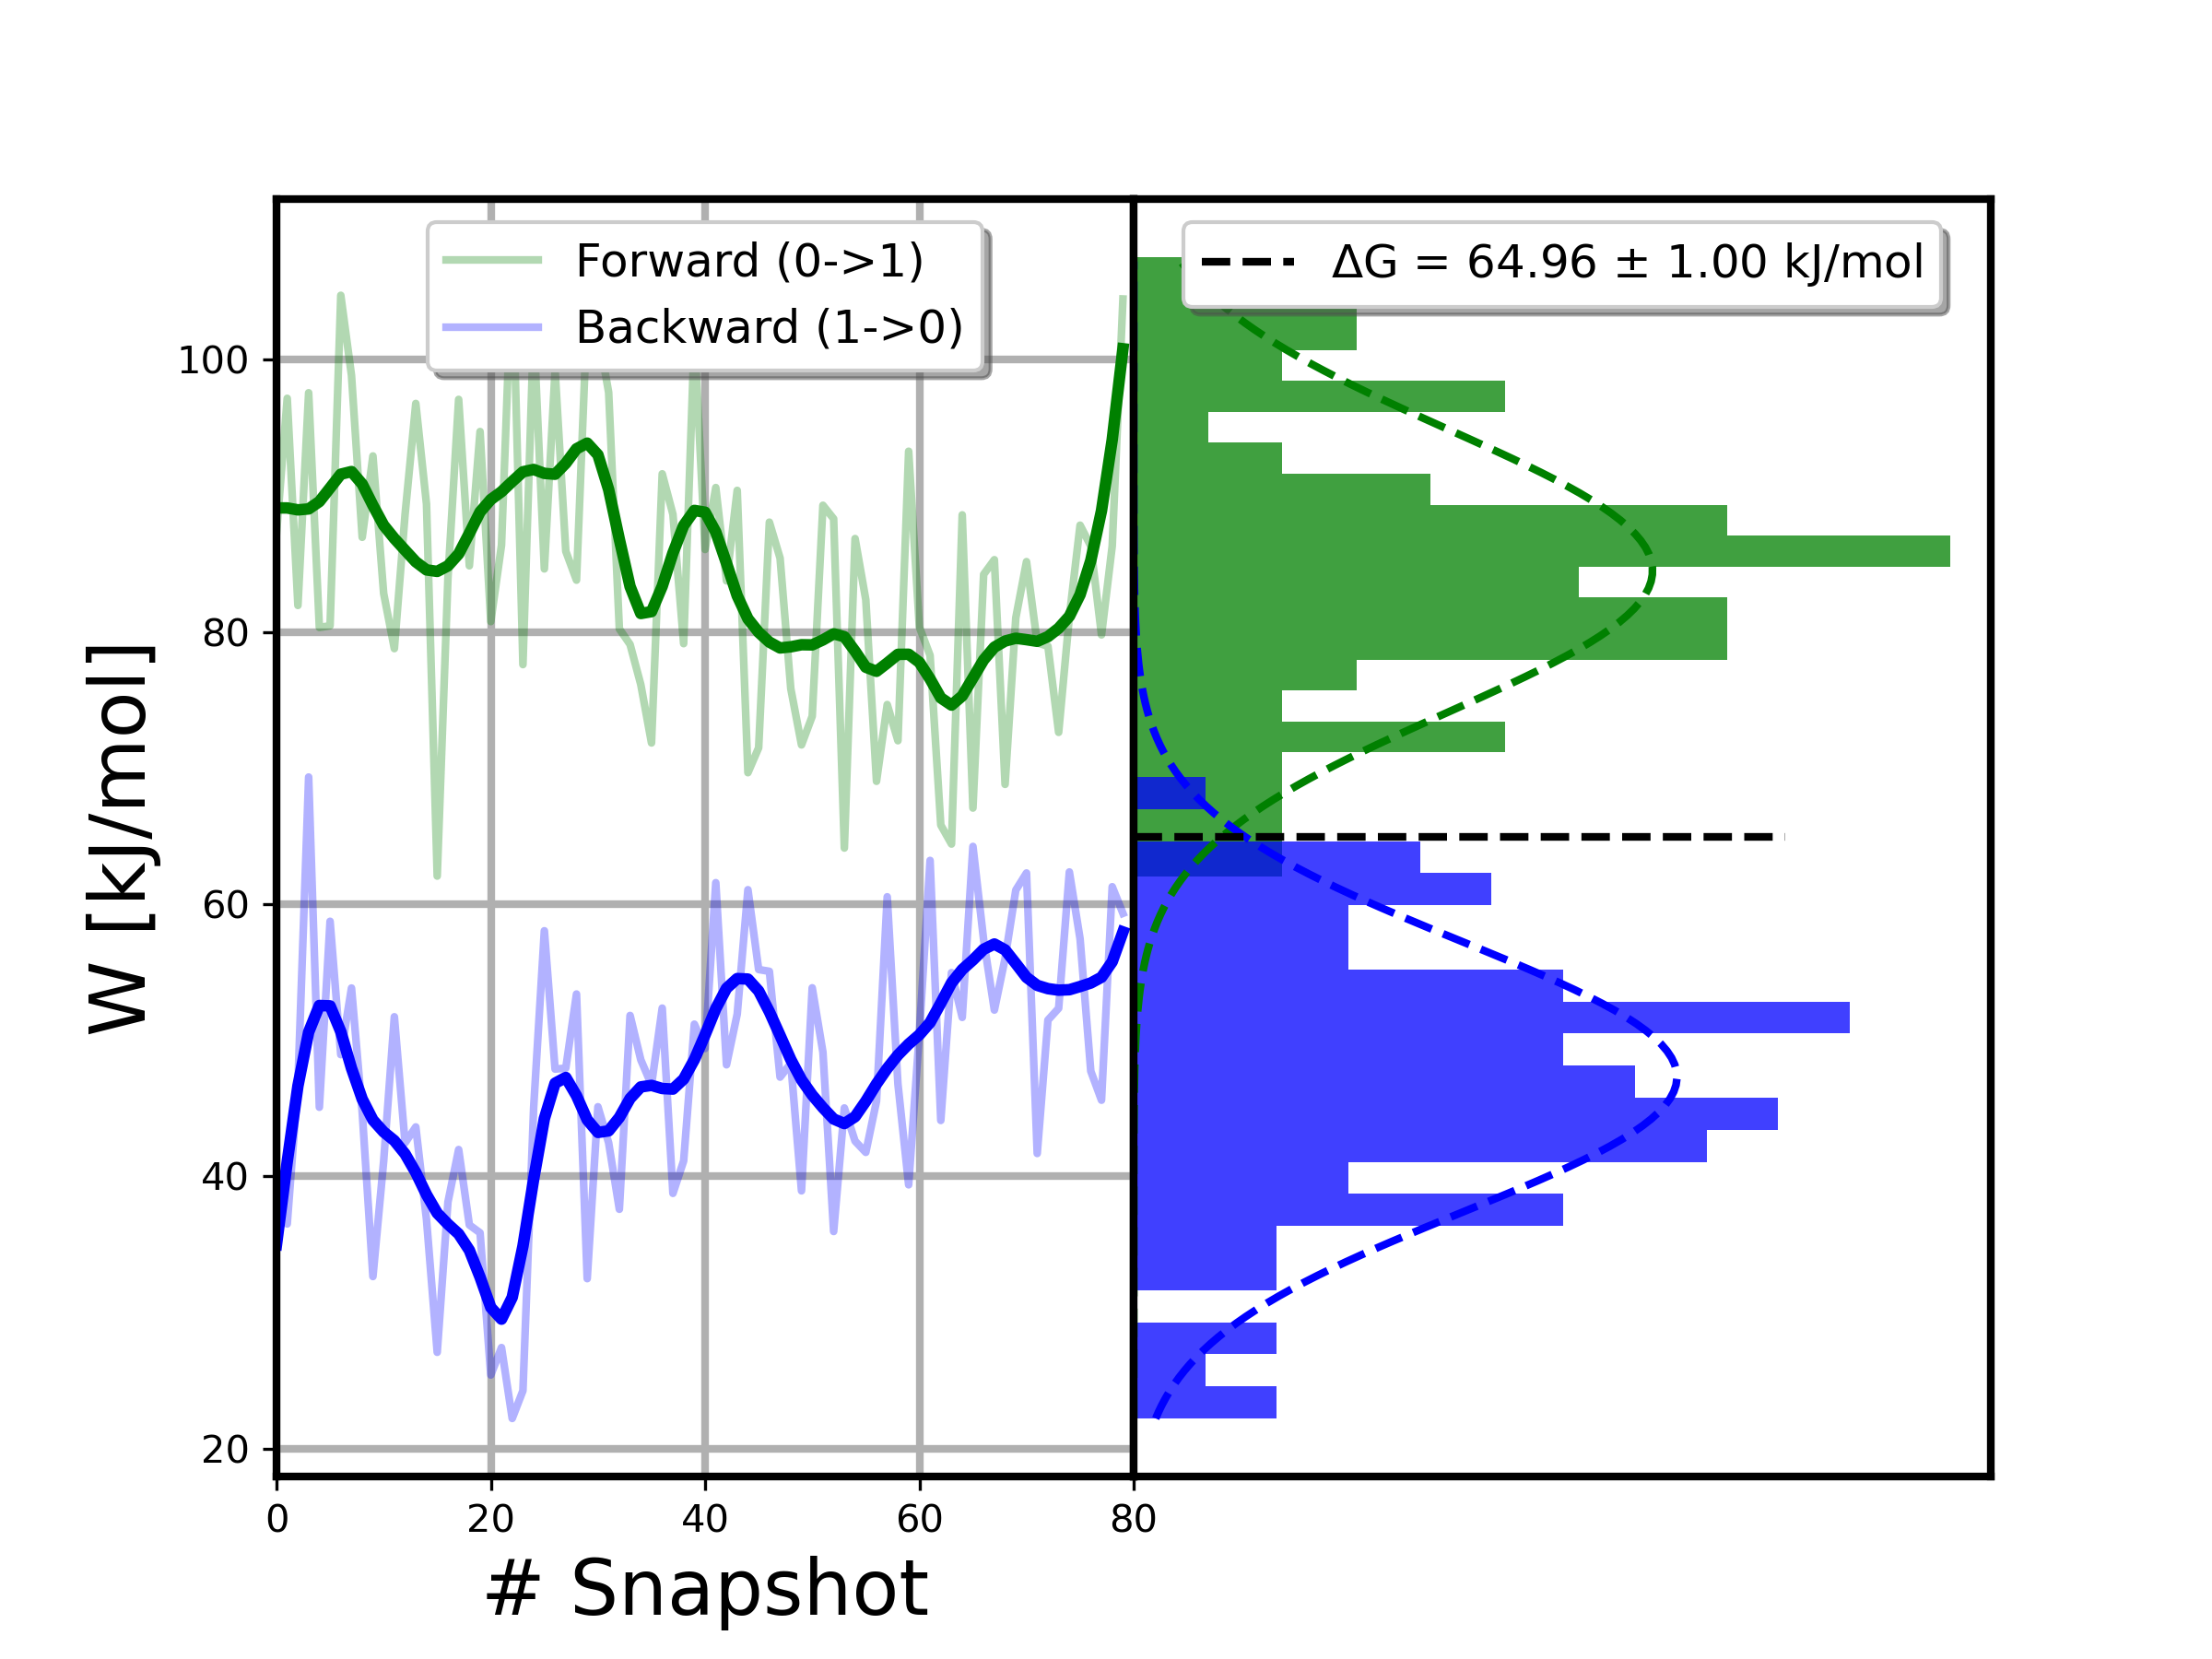 Forward (0->1)
Backward (1->0)
ΔG = 64.96 ± 1.00 kJ/mol
100
80
60
40
20
W [kJ/mol]
0 20 40 60 80
# Snapshot